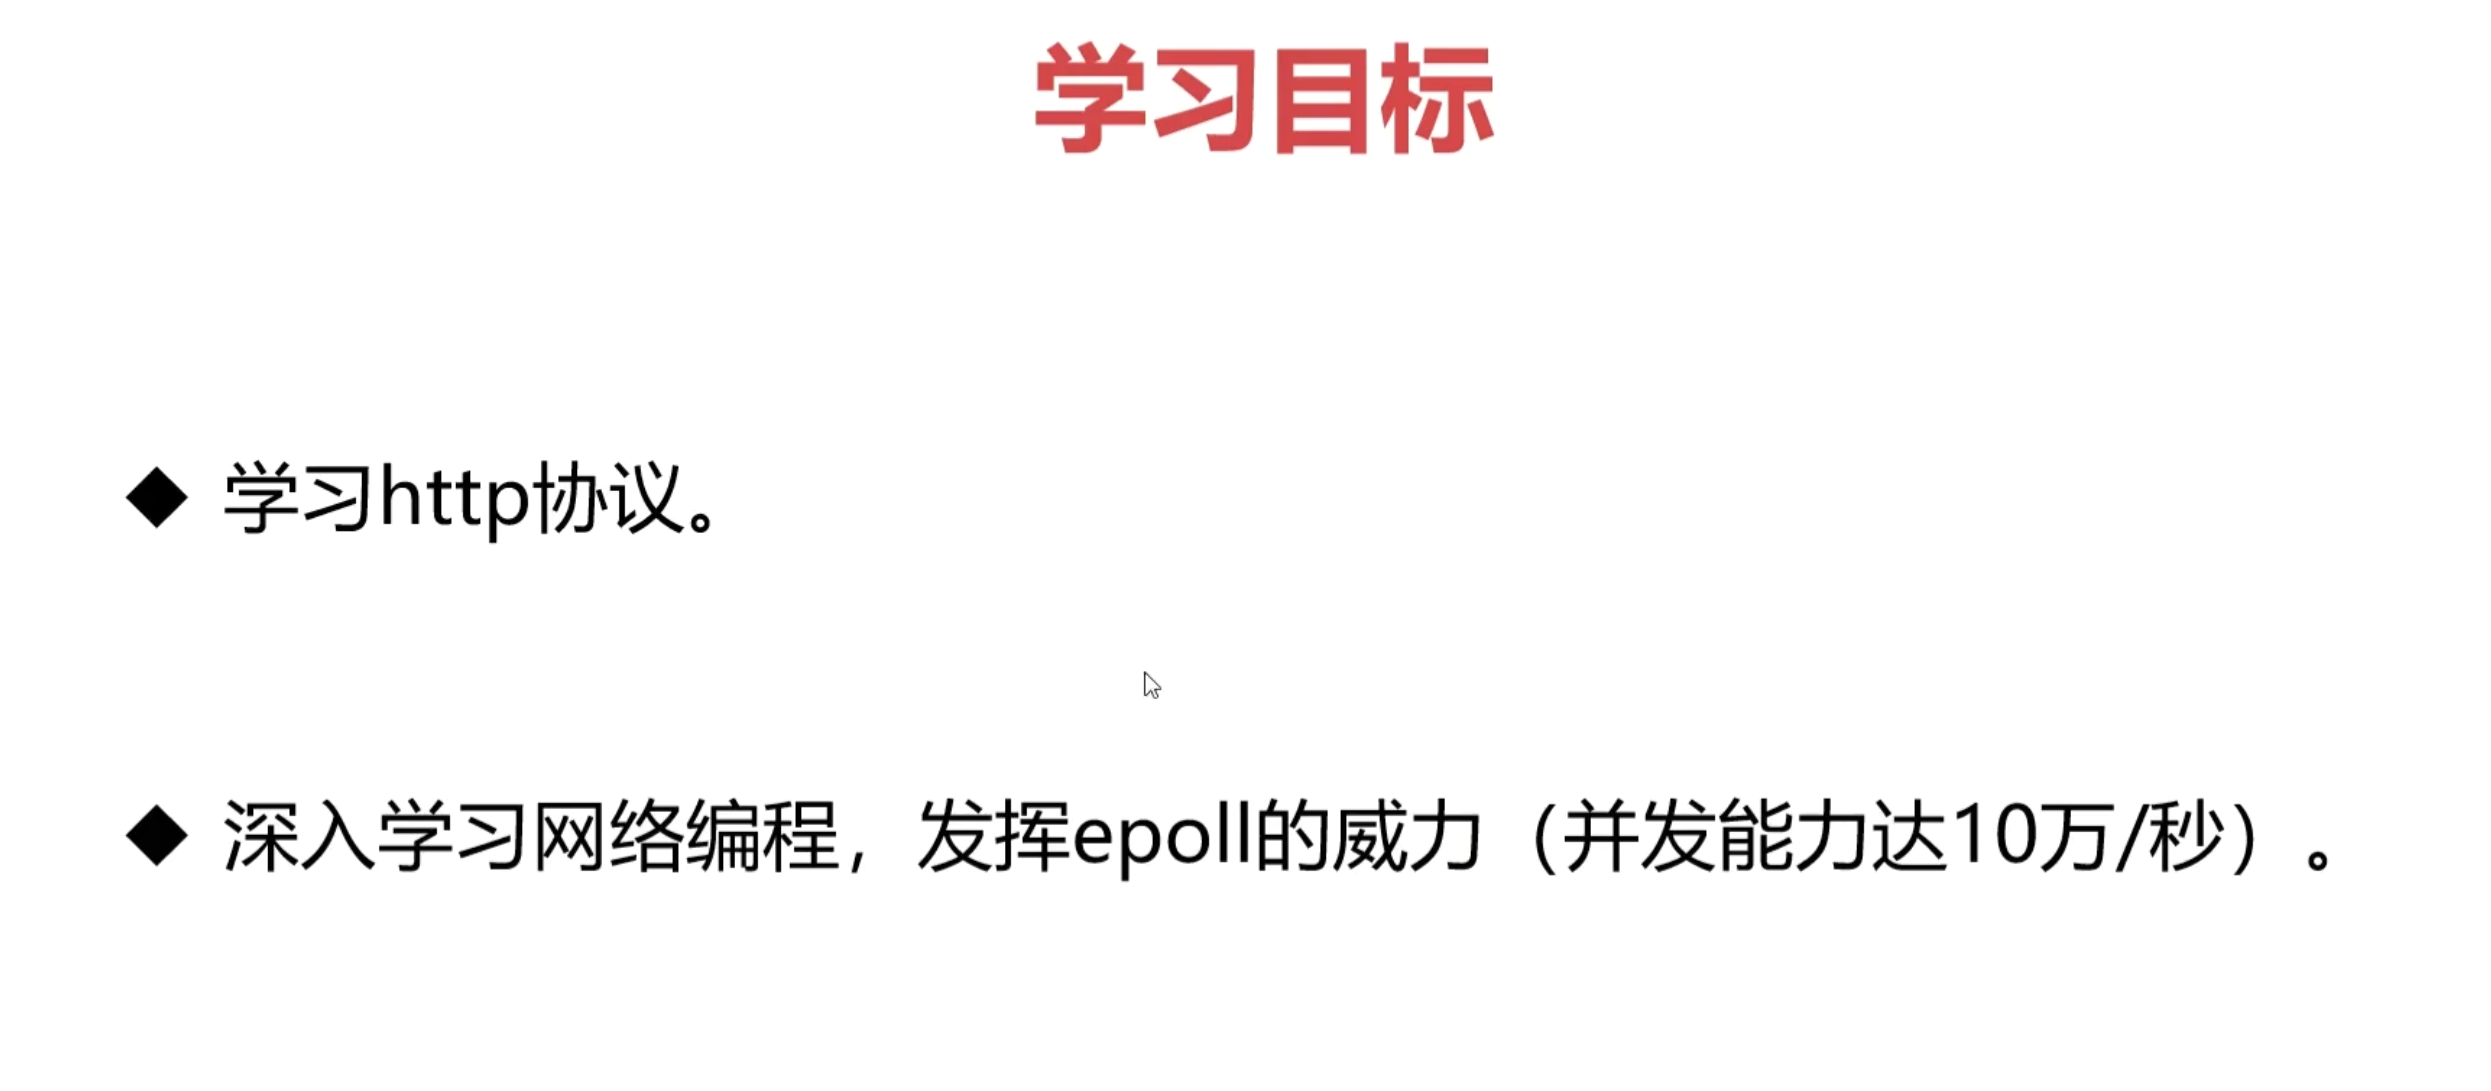 学习目标
◆ 学习http协议。
◆ 深入学习网络编程，发挥epoll的威力（并发能力达10万/秒）。